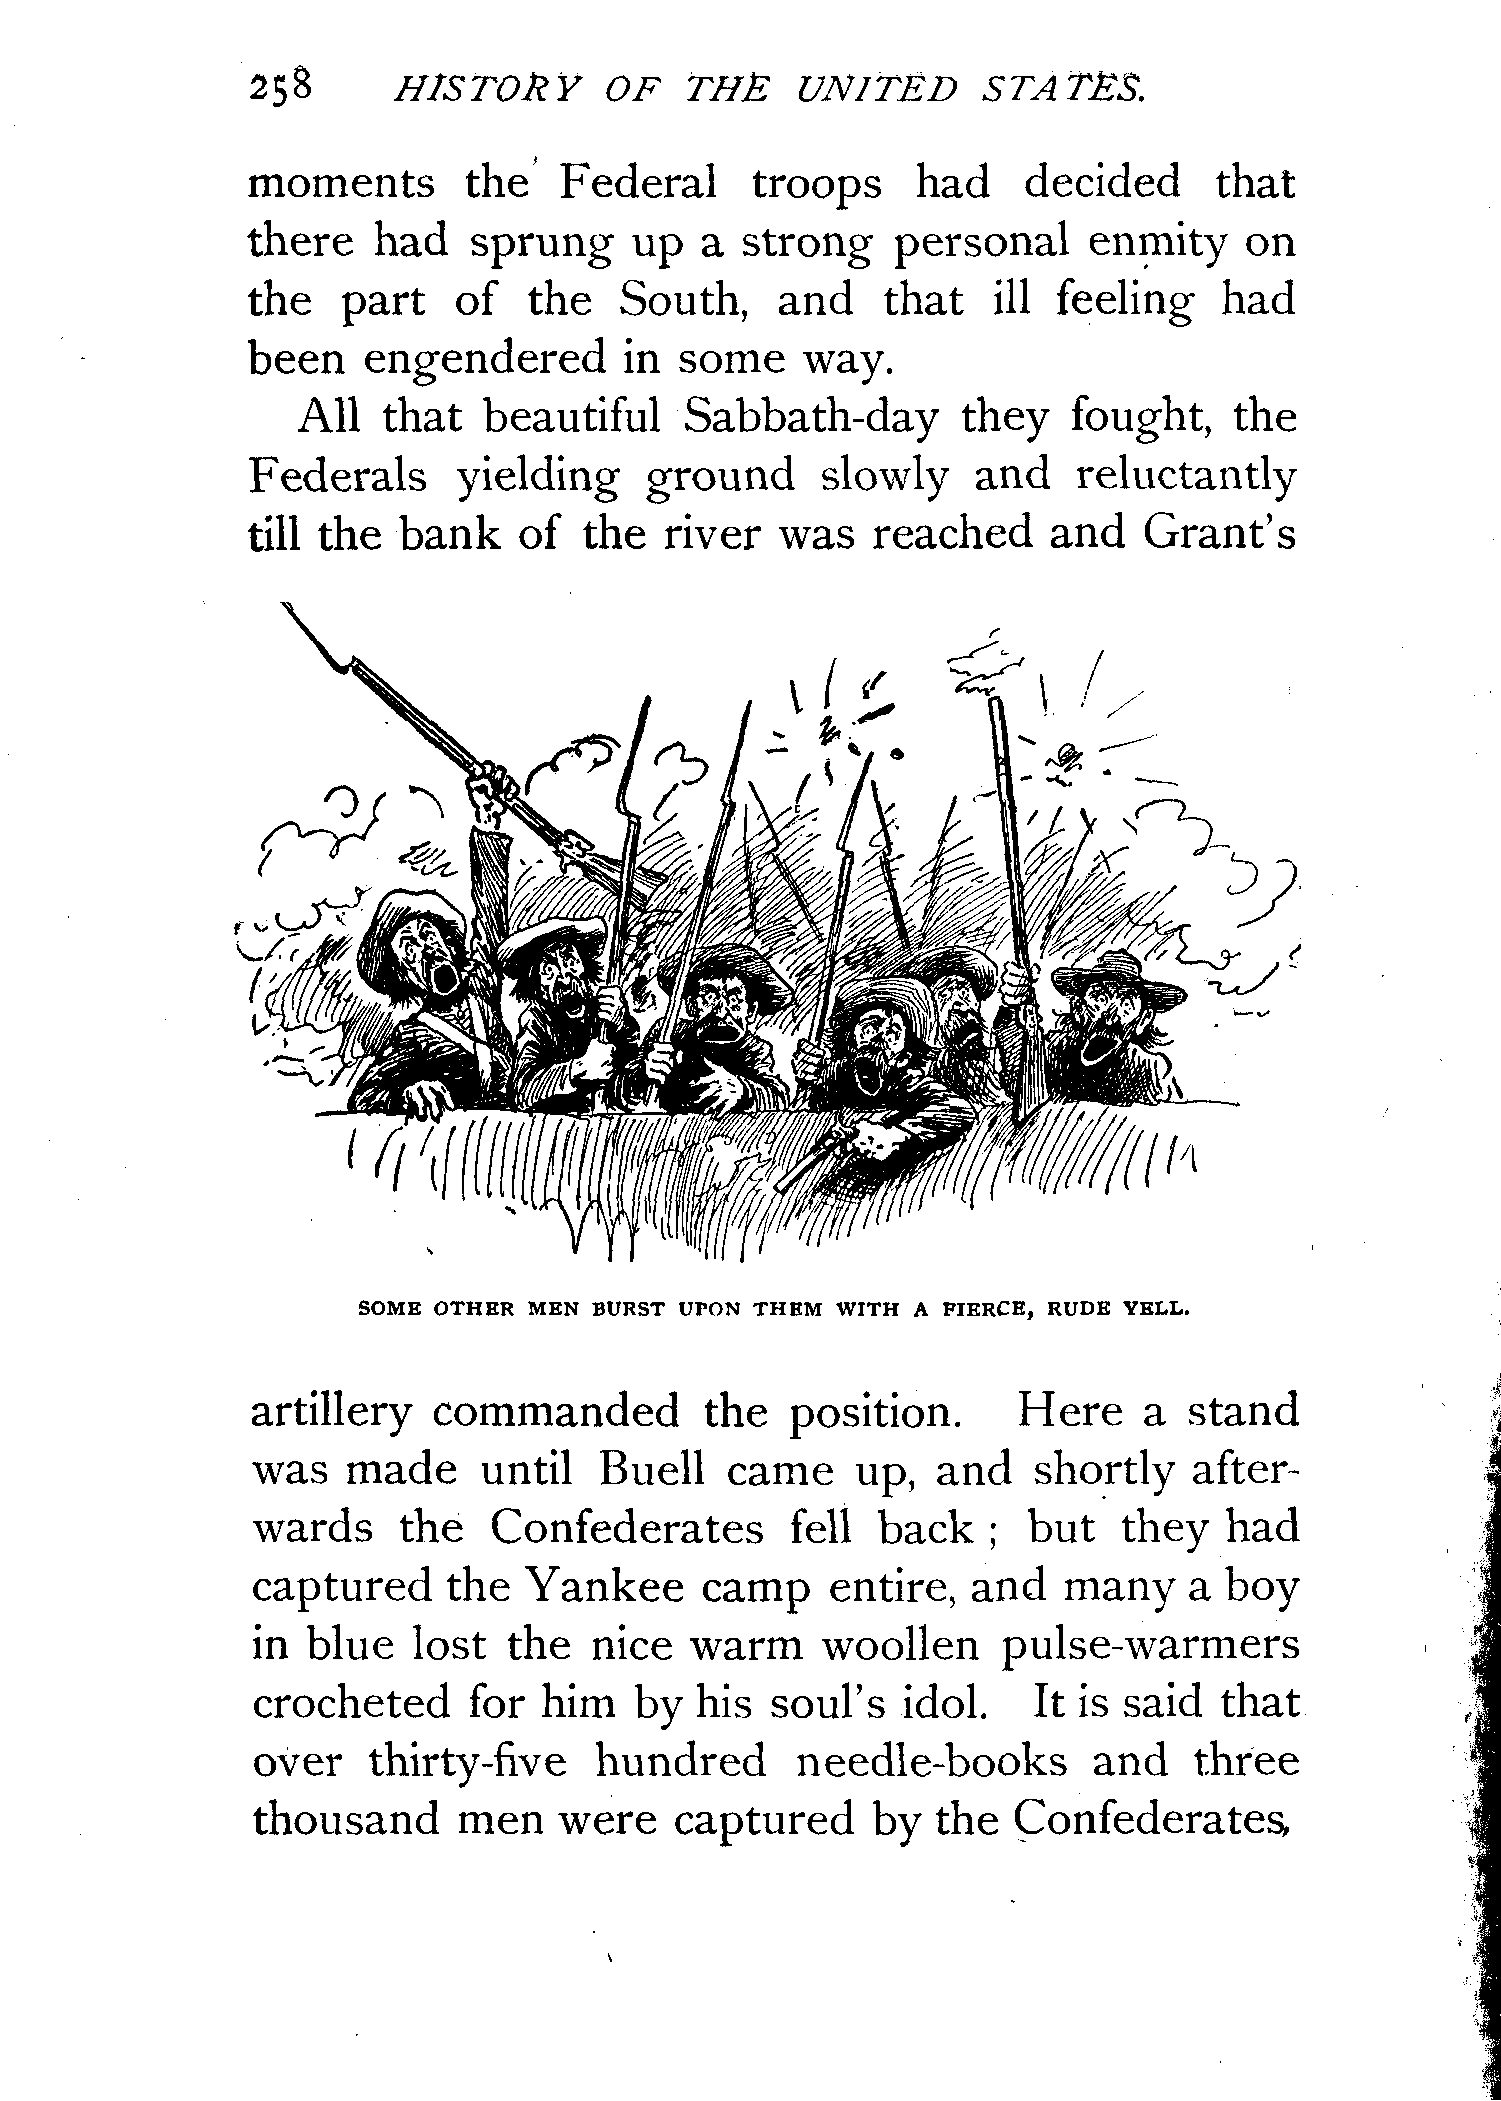 258 HISTORY OF THE UNITED STATES.
moments the Federal troops had decided that
there had sprung up a strong personal enmity on
the part of the South, and that ill feeling had
been engendered in some way.
All that beautiful Sabbath-day they fought, the
Federals yielding ground slowly and reluctantly
till the bank of the river was reached and Grant's
SOME OTHER MEN BURST UPON THEM WITH A FIERCE, RUDE YELL.
artillery commanded the position. Here a stand
was made until Buell came up, and shortly after-
wards the Confederates fell back ; but they had
captured the Yankee camp entire, and many a boy
in blue lost the nice warm woollen pulse-warmers
crocheted for him by his soul's idol. It is said that
over thirty-five hundred needle-books and three
thousand men were captured by the Confederates,